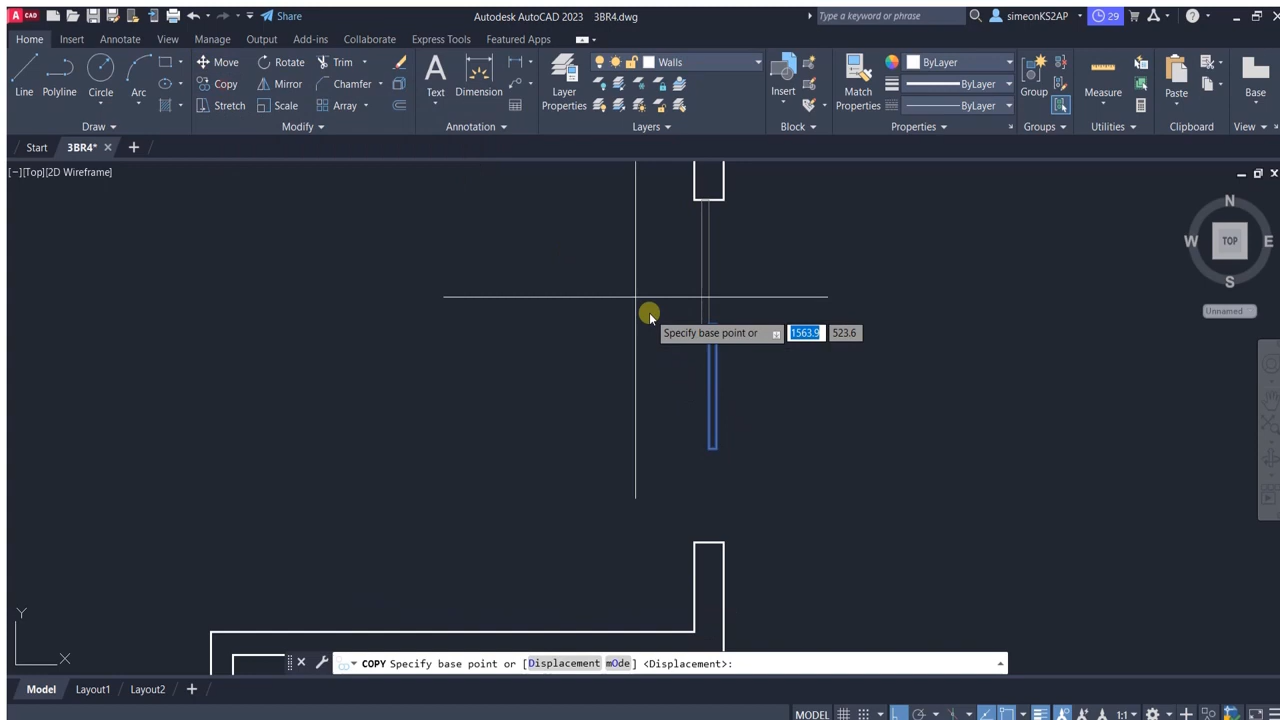 CAD Share Autodesk AutoCAD 2023 3BR4.dwg Type a keyword or phrase simeonKS2AP 29
Home Insert Annotate View Manage Output Add-ins Collaborate Express Tools Featured Apps
Move Rotate Trim Walls ByLayer
Line Polyline Circle Arc Copy Mirror Chamfer Text Dimension Layer Properties Insert Match Properties ByLayer Group Measure Paste Base
Stretch Scale Array ByLayer
Draw Modify Annotation Layers Block Properties Groups Utilities Clipboard View
Start 3BR4*
[−][Top][2D Wireframe]
N
W TOP E
S
Unnamed
Specify base point or 1563.9 523.6
Y
X
COPY Specify base point or [Displacement mOde] <Displacement>:
Model Layout1 Layout2
MODEL 1:1